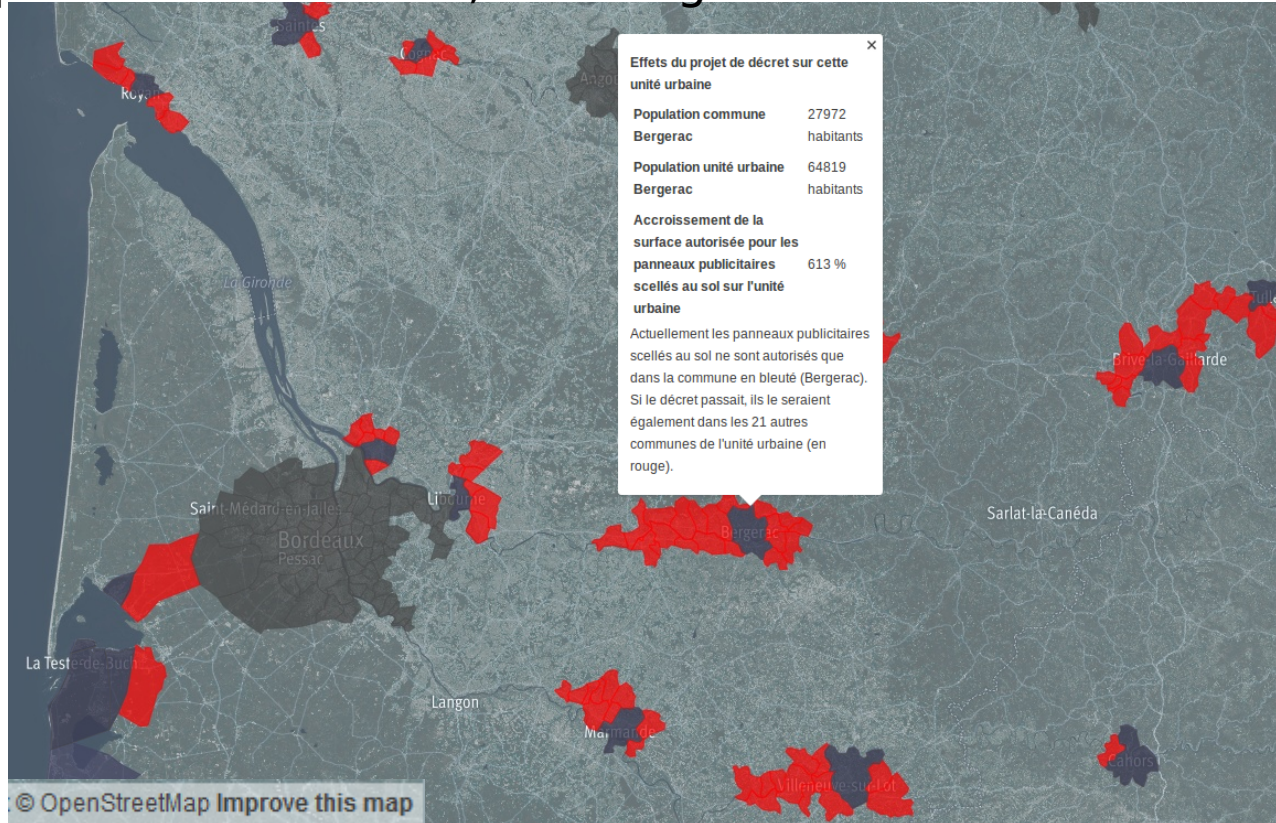 Saintes
Cognac
Royan
La Gironde
×
Effets du projet de décret sur cette
unité urbaine
Population commune
Bergerac
27972
habitants
Population unité urbaine
Bergerac
64819
habitants
Accroissement de la
surface autorisée pour les
panneaux publicitaires
scellés au sol sur l'unité
urbaine
613 %
Actuellement les panneaux publicitaires
scellés au sol ne sont autorisés que
dans la commune en bleuté (Bergerac).
Si le décret passait, ils le seraient
également dans les 21 autres
communes de l'unité urbaine (en
rouge).
Brive-la-Gaillarde
Saint-Médard-en-Jalles
Libourne
Bordeaux
Pessac
Bergerac
Sarlat-la-Canéda
La Teste-de-Buch
Langon
Marmande
Villeneuve-sur-Lot
Cahors
© OpenStreetMap Improve this map